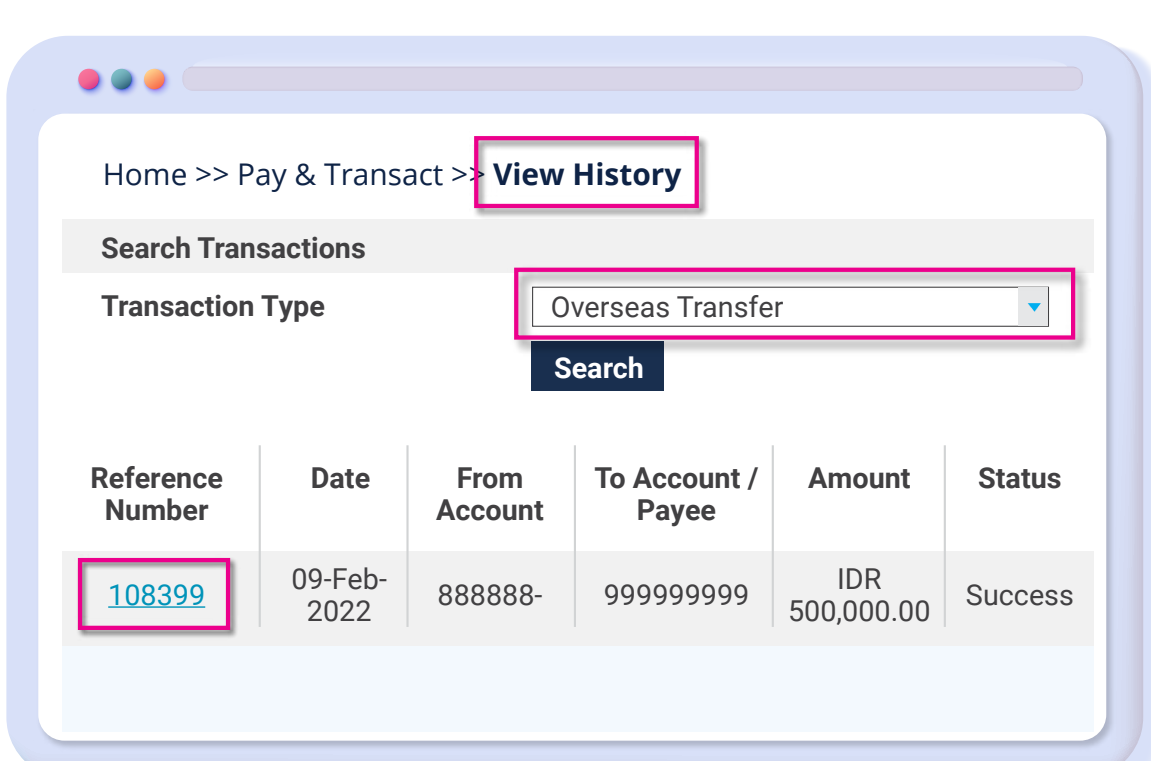 Home >> Pay & Transact >> View History
Search Transactions
Transaction Type Overseas Transfer
Search
Reference Number Date From Account To Account / Payee Amount Status
108399 09-Feb-2022 888888- 999999999 IDR 500,000.00 Success